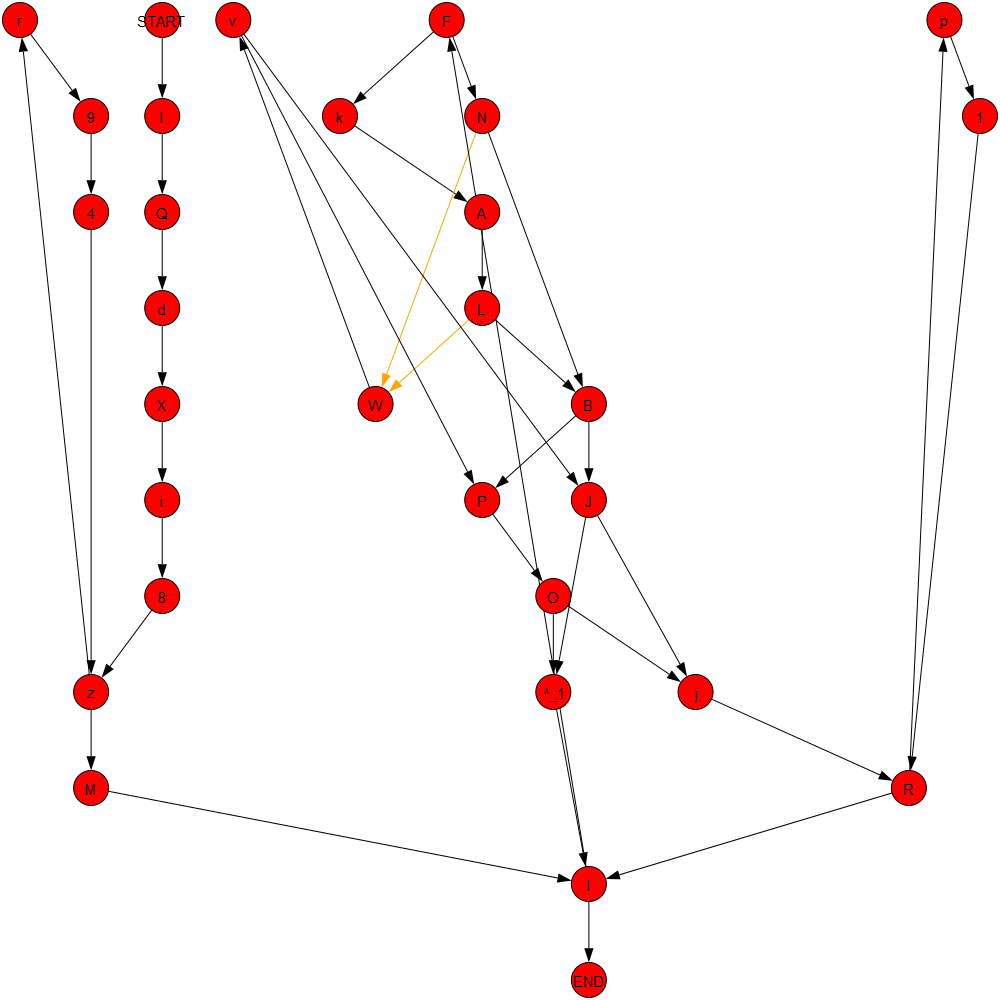 r START v F p
9 l k N 1
4 Q A
d L
X W B
i P J
8 O
z ^_1 j
M R
I
END